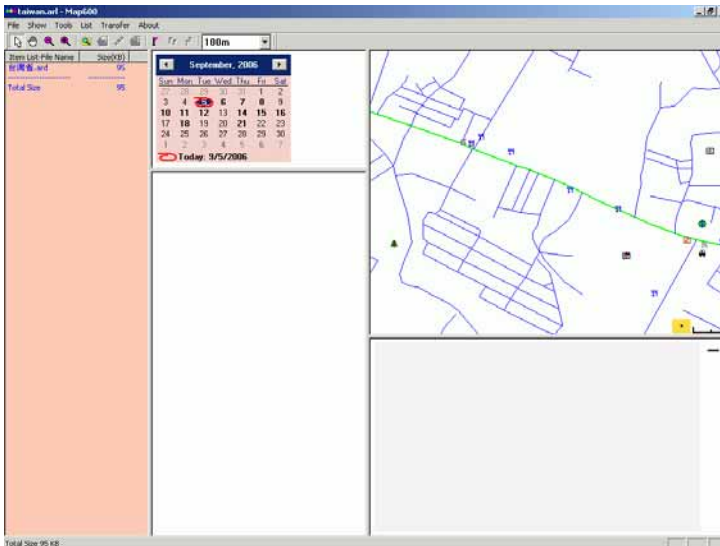 taiwan.arl - Map600
File Show Tools List Transfer About
100m
Item List-File Name Size(KB)
台湾省.ard 95
Total Size 95
September, 2006
Sun Mon Tue Wed Thu Fri Sat
27 28 29 30 31 1 2
3 4 5 6 7 8 9
10 11 12 13 14 15 16
17 18 19 20 21 22 23
24 25 26 27 28 29 30
1 2 3 4 5 6 7
Today: 9/5/2006
Total Size 95 KB